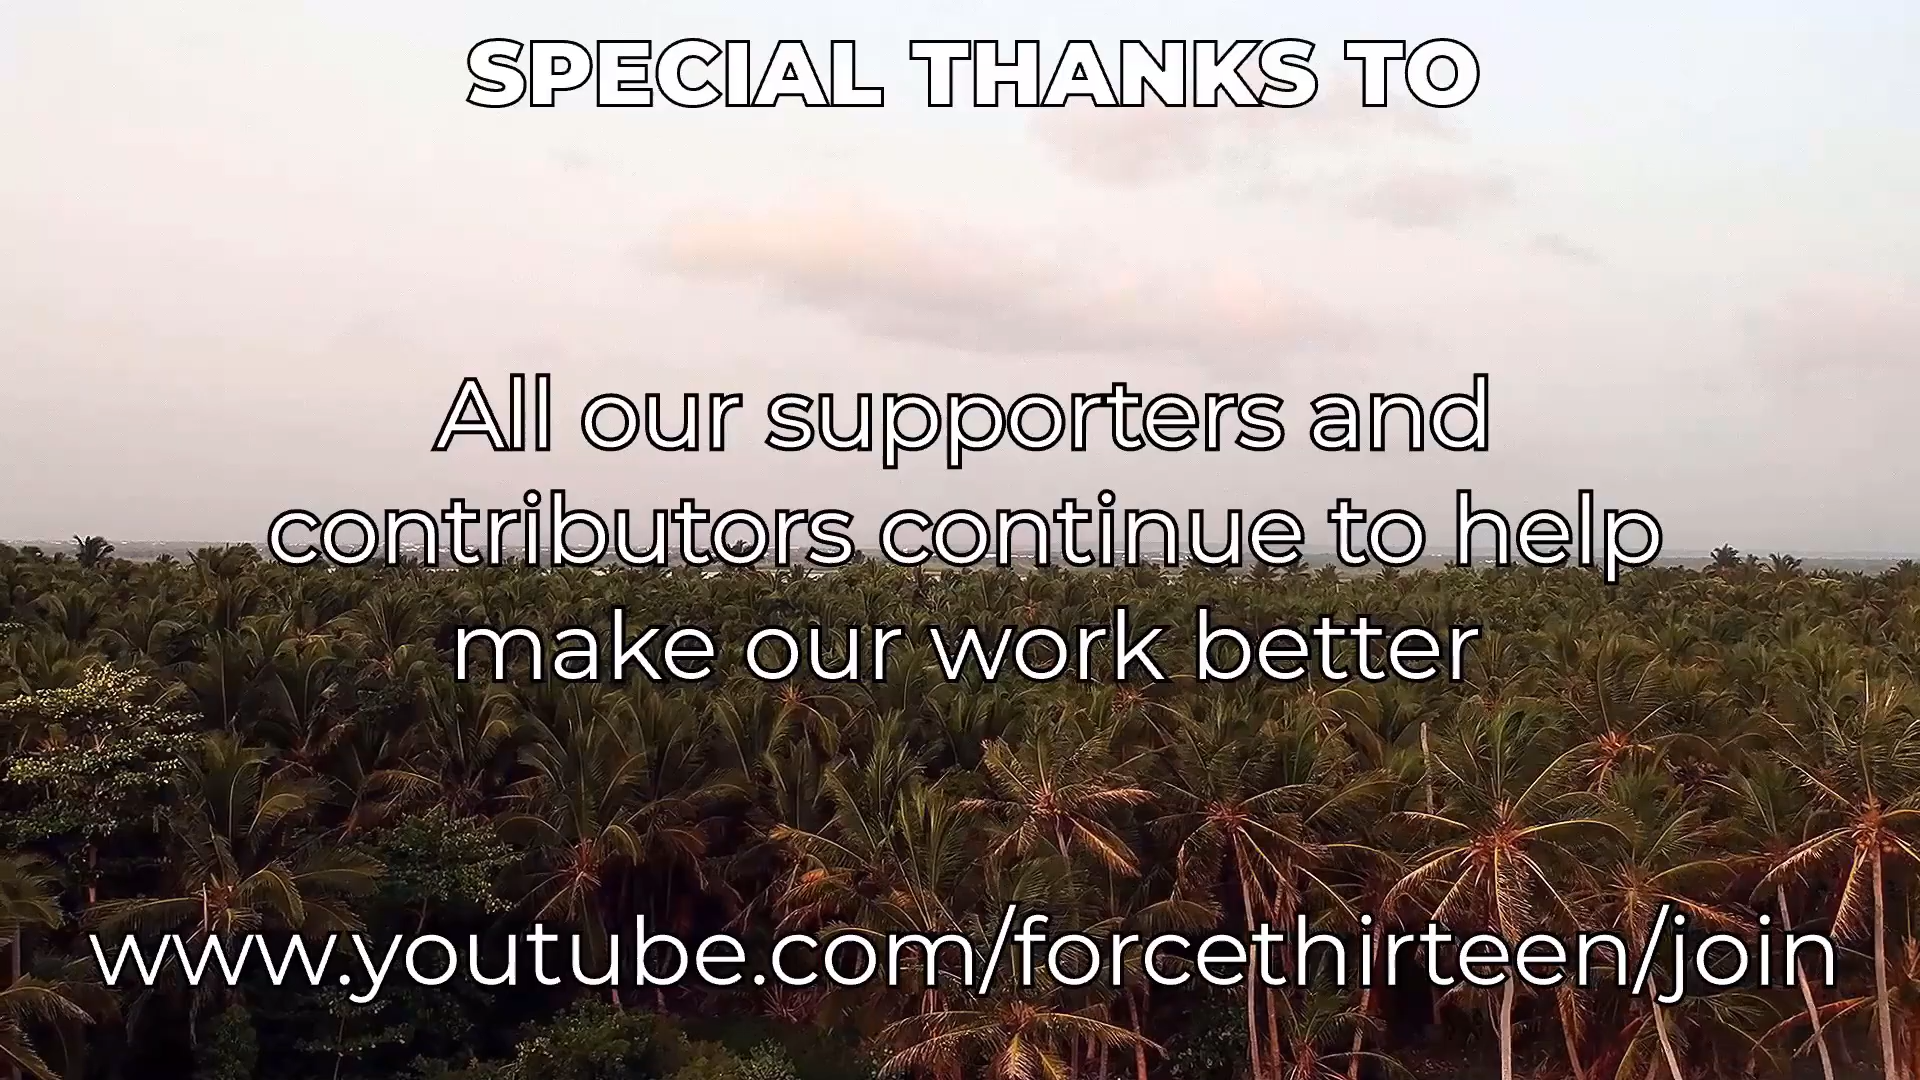 SPECIAL THANKS TO
All our supporters and
contributors continue to help
make our work better
www.youtube.com/forcethirteen/join